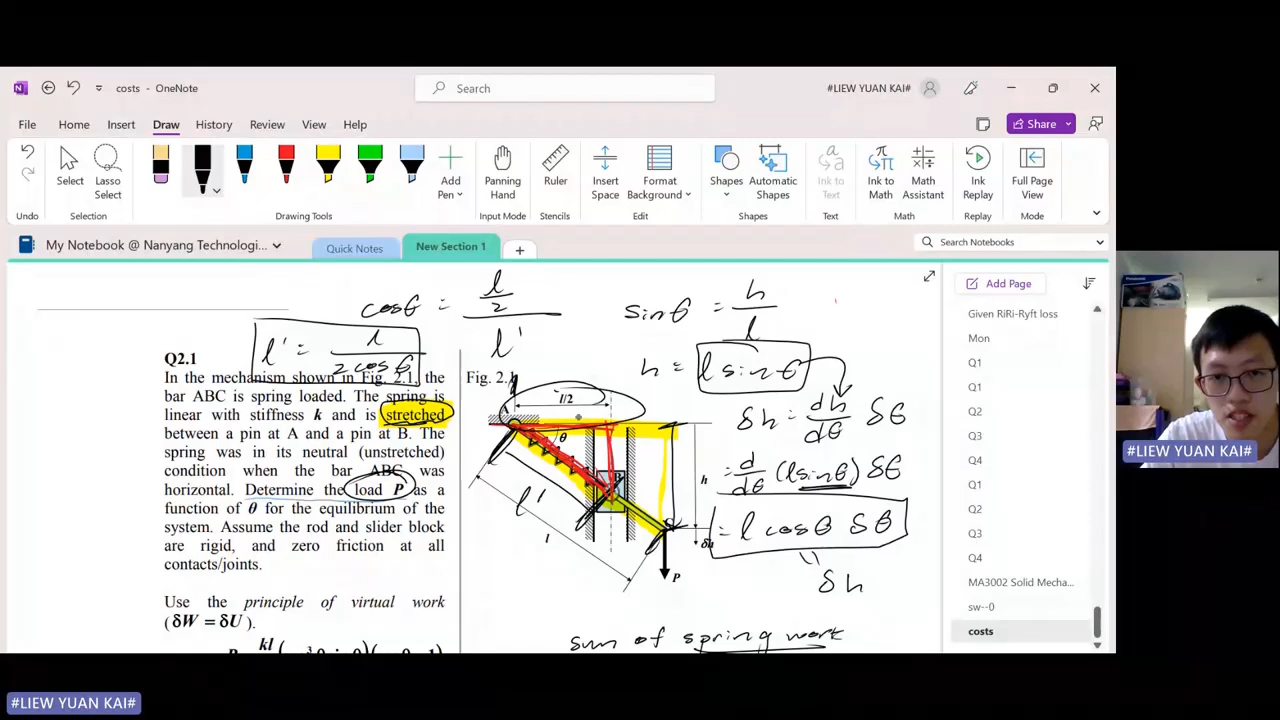 costs - OneNote
Search
#LIEW YUAN KAI#
File Home Insert Draw History Review View Help
Share
Undo
Select
Lasso Select
Add Pen
Panning Hand
Ruler
Insert Space
Format Background
Shapes
Automatic Shapes
Ink to Text
Ink to Math
Math Assistant
Ink Replay
Full Page View
Selection
Drawing Tools
Input Mode
Stencils
Edit
Shapes
Text
Math
Replay
Mode
My Notebook @ Nanyang Technologi...
Quick Notes
New Section 1
Search Notebooks
Add Page
Given RiRi-Ryft loss
Mon
Q1
Q1
Q2
Q3
Q4
Q1
Q2
Q3
Q4
MA3002 Solid Mecha...
sw--0
costs
cosθ = l/2 / l'
l' = l / 2 cos θ
sinθ = h / l
h = l sin θ
δh = dh/dθ δθ
= d/dθ (l sinθ) δθ
= l cosθ δθ
δh
sum of spring work
Q2.1
In the mechanism shown in Fig. 2.1, the
bar ABC is spring loaded. The spring is
linear with stiffness k and is stretched
between a pin at A and a pin at B. The
spring was in its neutral (unstretched)
condition when the bar ABC was
horizontal. Determine the load P as a
function of θ for the equilibrium of the
system. Assume the rod and slider block
are rigid, and zero friction at all
contacts/joints.
Use the principle of virtual work
(δW = δU).
Fig. 2.1
l/2
θ
h
l'
l
P
#LIEW YUAN KAI#
#LIEW YUAN KAI#